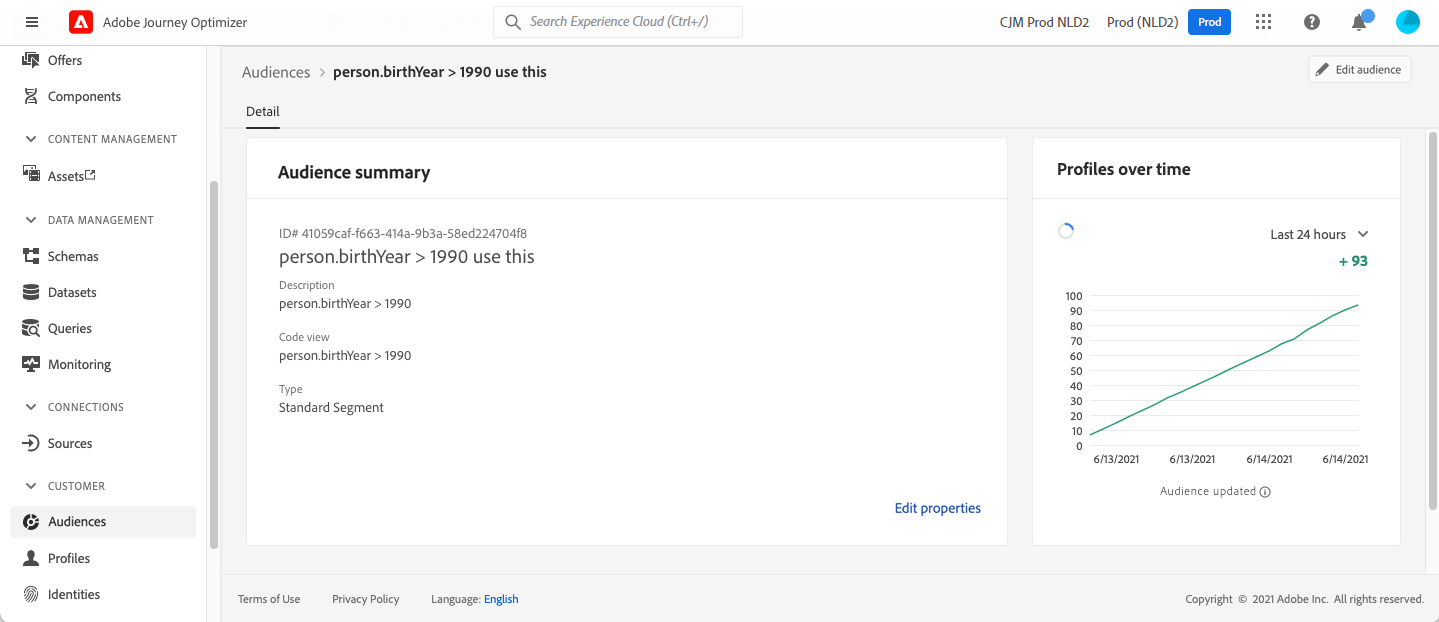 Adobe Journey Optimizer
Search Experience Cloud (Ctrl+/)
CJM Prod NLD2
Prod (NLD2)
Prod
Offers
Components
CONTENT MANAGEMENT
Assets
DATA MANAGEMENT
Schemas
Datasets
Queries
Monitoring
CONNECTIONS
Sources
CUSTOMER
Audiences
Profiles
Identities
Audiences > person.birthYear > 1990 use this
Edit audience
Detail
Audience summary
ID# 41059caf-f663-414a-9b3a-58ed224704f8
person.birthYear > 1990 use this
Description
person.birthYear > 1990
Code view
person.birthYear > 1990
Type
Standard Segment
Edit properties
Profiles over time
Last 24 hours
+ 93
100
90
80
70
60
50
40
30
20
10
0
6/13/2021 6/13/2021 6/14/2021 6/14/2021
Audience updated
Terms of Use
Privacy Policy
Language: English
Copyright © 2021 Adobe Inc. All rights reserved.